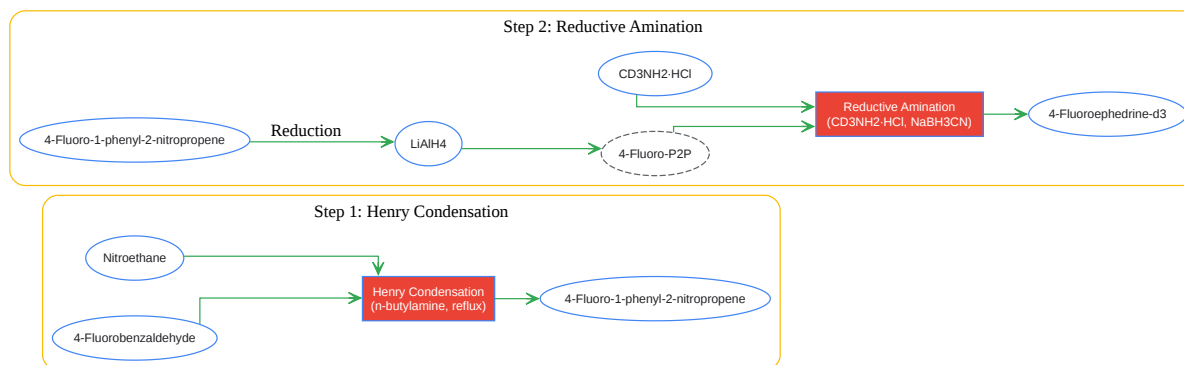 Step 2: Reductive Amination
CD3NH2·HCl
Reductive Amination
(CD3NH2·HCl, NaBH3CN)
4-Fluoroephedrine-d3
4-Fluoro-1-phenyl-2-nitropropene
Reduction
LiAlH4
4-Fluoro-P2P
Step 1: Henry Condensation
Nitroethane
Henry Condensation
(n-butylamine, reflux)
4-Fluoro-1-phenyl-2-nitropropene
4-Fluorobenzaldehyde